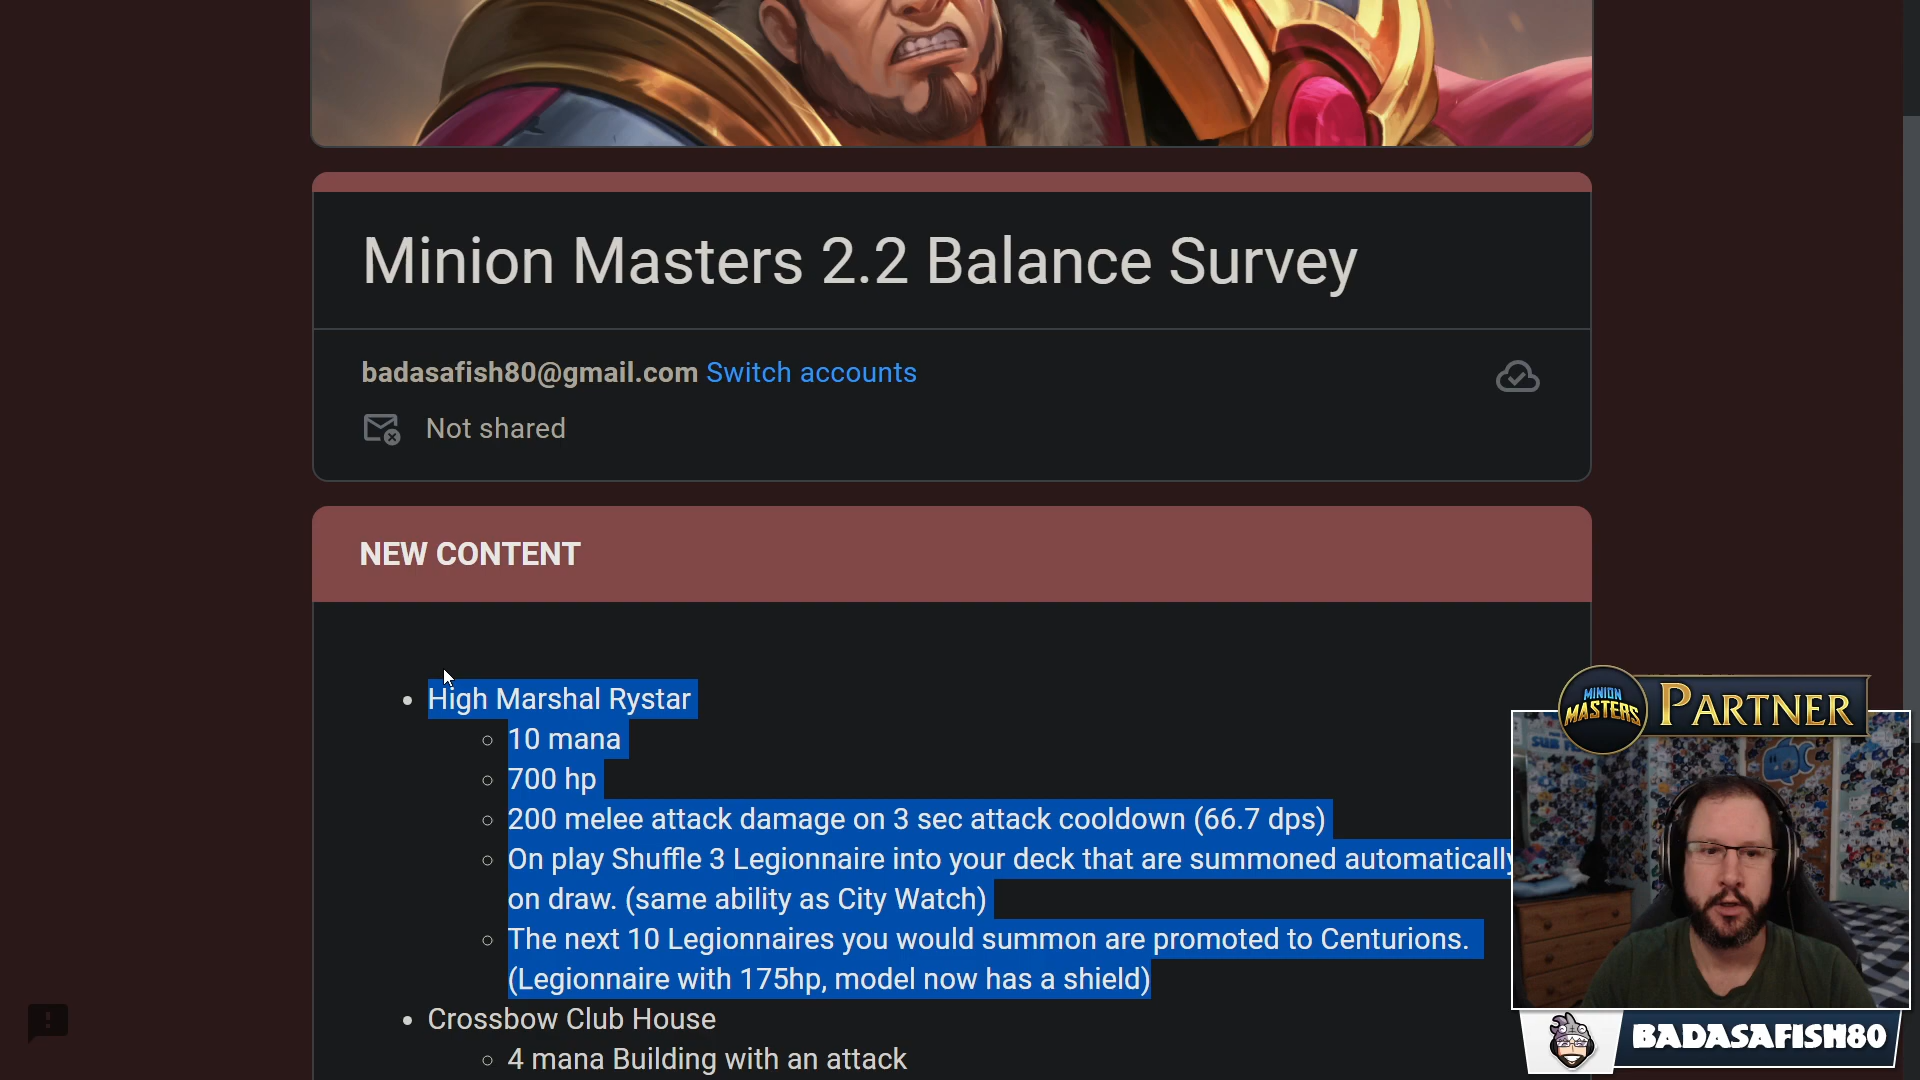 Minion Masters 2.2 Balance Survey
badasafish80@gmail.com Switch accounts
Not shared
NEW CONTENT
High Marshal Rystar
10 mana
700 hp
200 melee attack damage on 3 sec attack cooldown (66.7 dps)
On play Shuffle 3 Legionnaire into your deck that are summoned automatically
on draw. (same ability as City Watch)
The next 10 Legionnaires you would summon are promoted to Centurions.
(Legionnaire with 175hp, model now has a shield)
Crossbow Club House
4 mana Building with an attack
MINION
MASTERS
PARTNER
SUB FI
BADASAFISH80